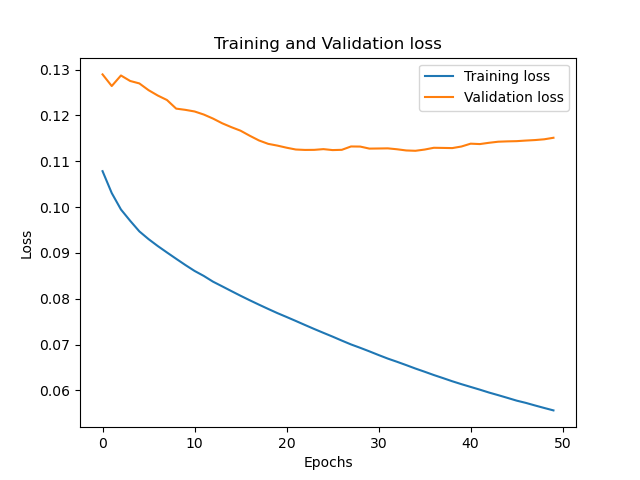 Training and Validation loss
Training loss
Validation loss
0.13
0.12
0.11
0.10
0.09
0.08
0.07
0.06
Loss
0 10 20 30 40 50
Epochs